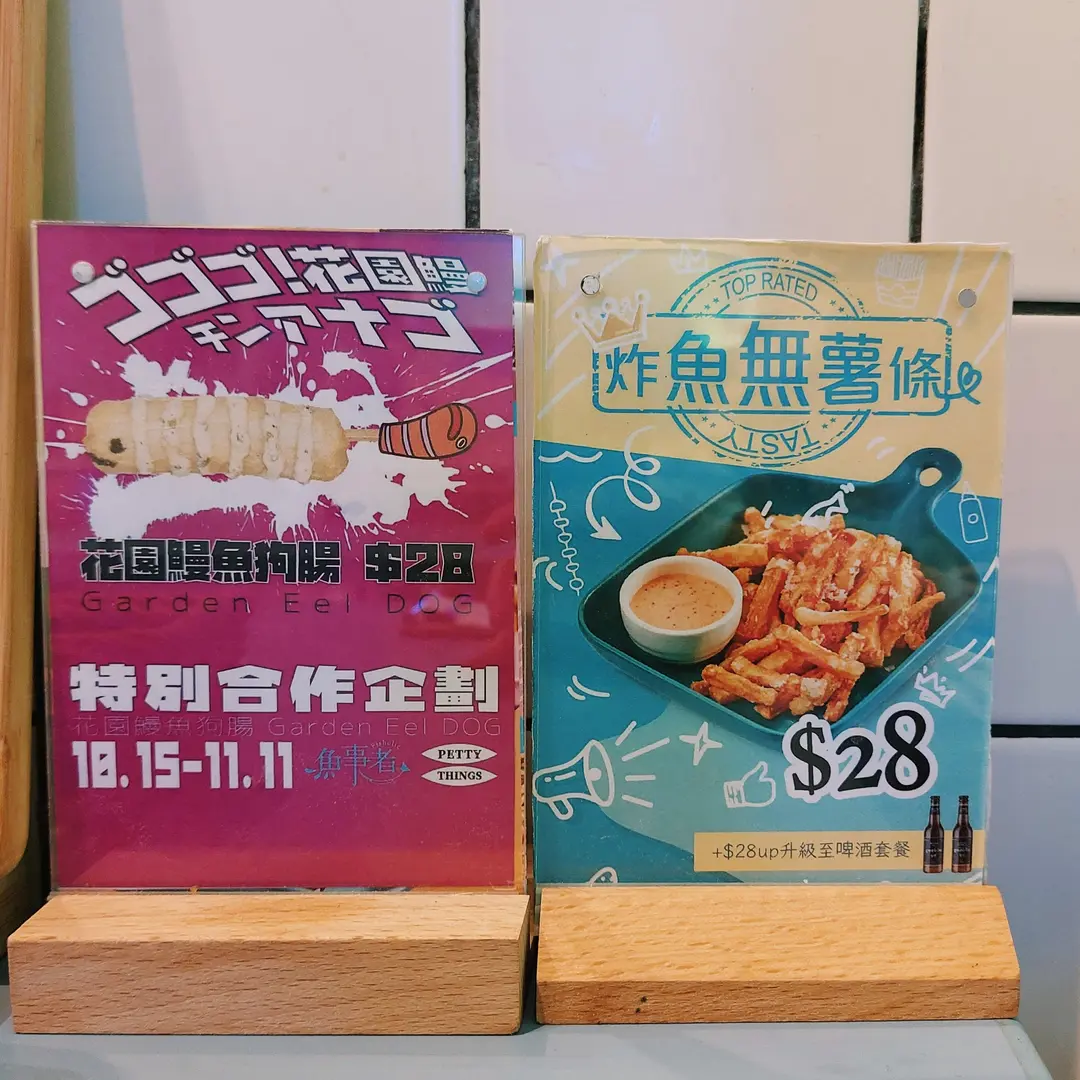 ゴゴゴ!花園鰻
チンアナゴ
花園鰻魚狗腸 $28
Garden Eel DOG
特別合作企劃
花園鰻魚狗腸 Garden Eel DOG
10.15-11.11
魚事者
PETTY
THINGS
TOP RATED
炸魚無薯條
TASTY
$28
+$28up升級至啤酒套餐